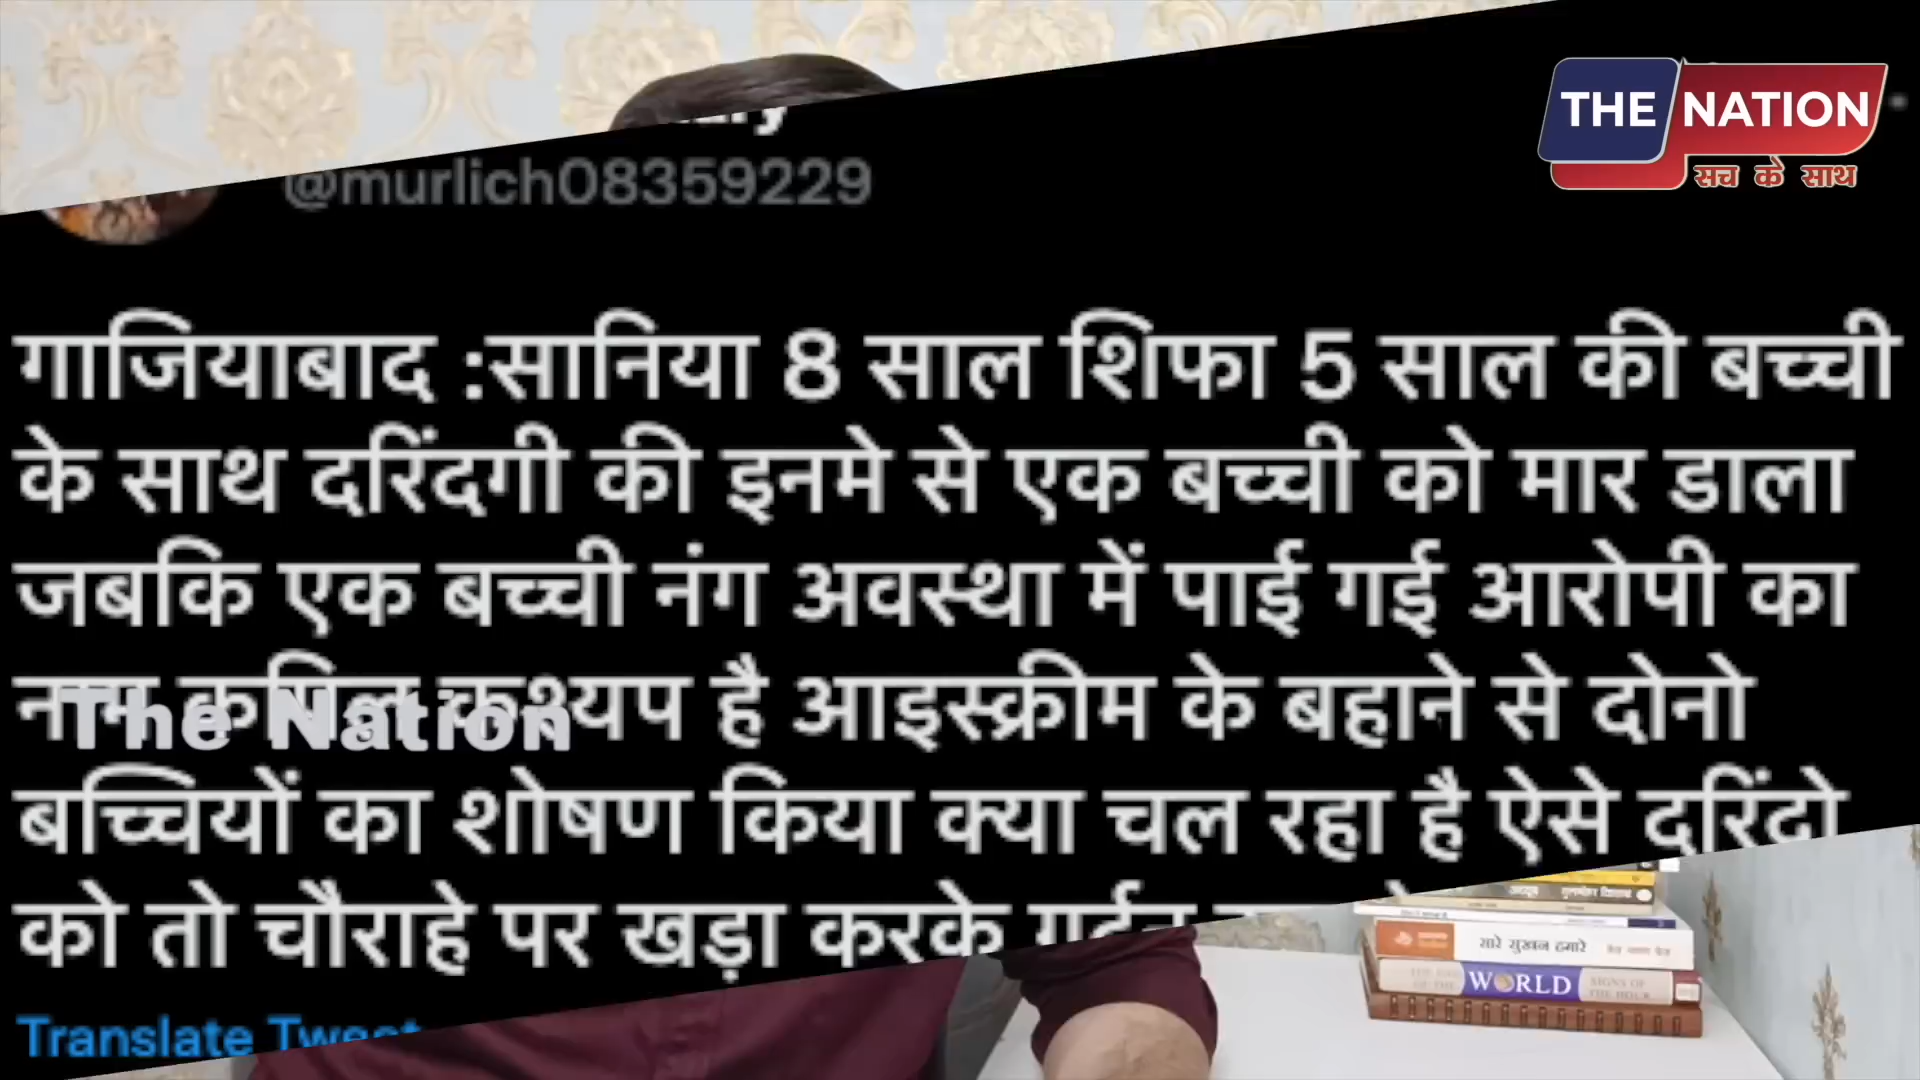 THE NATION
सच के साथ
@murlich08359229
गाजियाबाद :सानिया 8 साल शिफा 5 साल की बच्ची
के साथ दरिंदगी की इनमे से एक बच्ची को मार डाला
जबकि एक बच्ची नंग अवस्था में पाई गई आरोपी का
है आइस्क्रीम के बहाने से दोनो
The Nation
बच्चियों का शोषण किया क्या चल रहा है ऐसे दरिंदो
को तो चौराहे पर खड़ा करके
Translate Tweet
सारे सुखन हमारे
WORLD